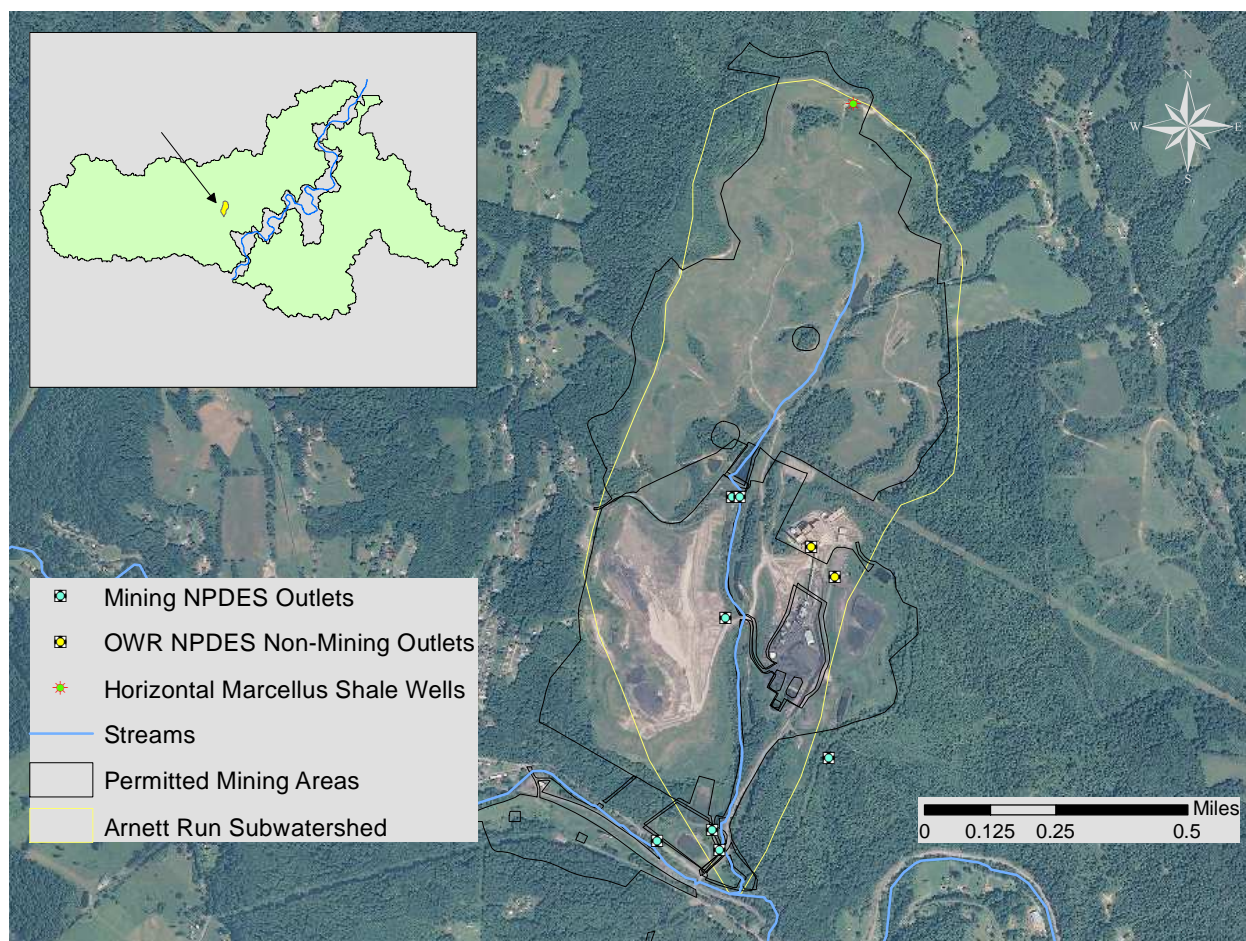 N
W E
S
Mining NPDES Outlets
OWR NPDES Non-Mining Outlets
Horizontal Marcellus Shale Wells
Streams
Permitted Mining Areas
Arnett Run Subwatershed
Miles
0 0.125 0.25 0.5